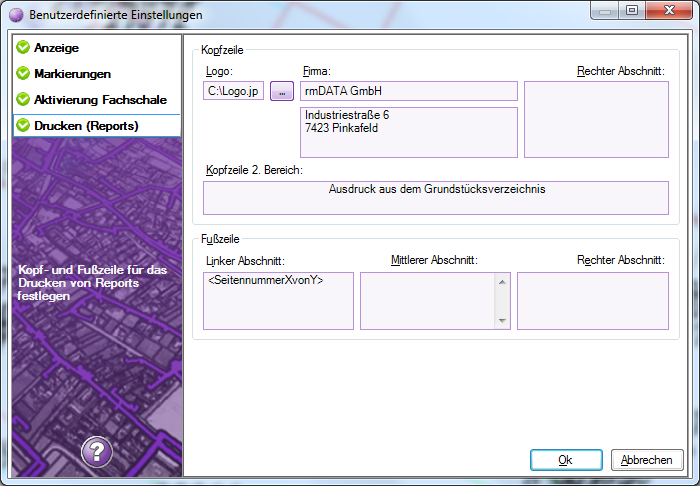 Benutzerdefinierte Einstellungen
Anzeige
Markierungen
Aktivierung Fachschale
Drucken (Reports)
Kopf- und Fußzeile für das
Drucken von Reports
festlegen
?
Kopfzeile
Logo: Firma: Rechter Abschnitt:
C:\Logo.jp ... rmDATA GmbH
Industriestraße 6
7423 Pinkafeld
Kopfzeile 2. Bereich:
Ausdruck aus dem Grundstücksverzeichnis
Fußzeile
Linker Abschnitt: Mittlerer Abschnitt: Rechter Abschnitt:
<SeitennummerXvonY>
Ok Abbrechen